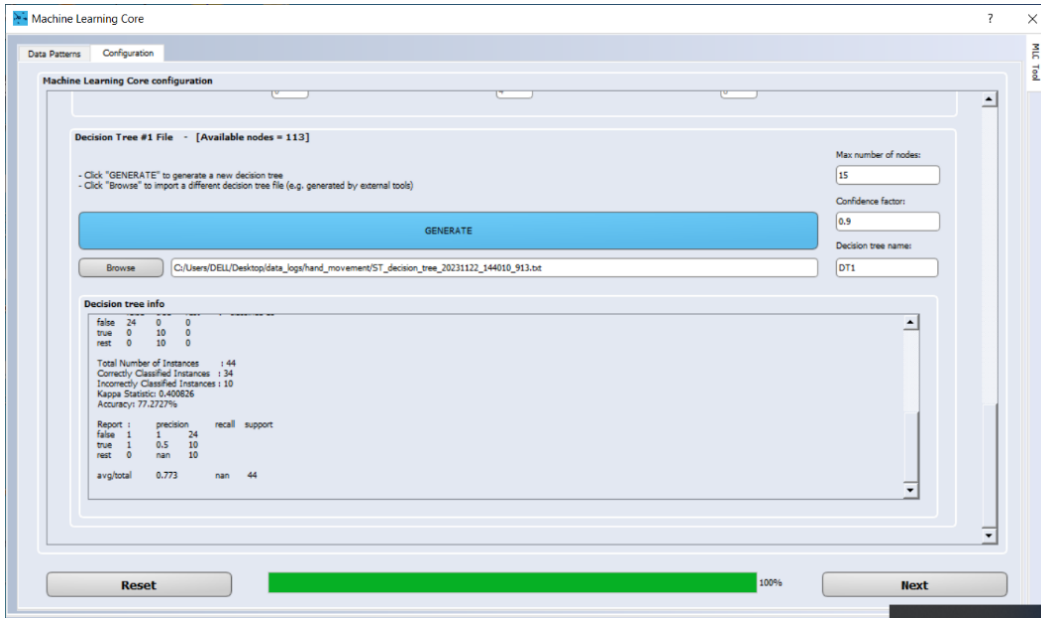 Machine Learning Core ?
MLC Tool
Data Patterns Configuration
Machine Learning Core configuration
Decision Tree #1 File - [Available nodes = 113]
Max number of nodes:
- Click "GENERATE" to generate a new decision tree
15
- Click "Browse" to import a different decision tree file (e.g. generated by external tools)
Confidence factor:
0.9
GENERATE
Decision tree name:
Browse C:/Users/DELL/Desktop/data_logs/hand_movement/ST_decision_tree_20231122_144010_913.txt DT1
Decision tree info
false 24 0 0
true 0 10 0
rest 0 10 0
Total Number of Instances : 44
Correctly Classified Instances : 34
Incorrectly Classified Instances : 10
Kappa Statistic: 0.400826
Accuracy: 77.2727%
Report : precision recall support
false 1 1 24
true 1 0.5 10
rest 0 nan 10
avg/total 0.773 nan 44
Reset 100% Next